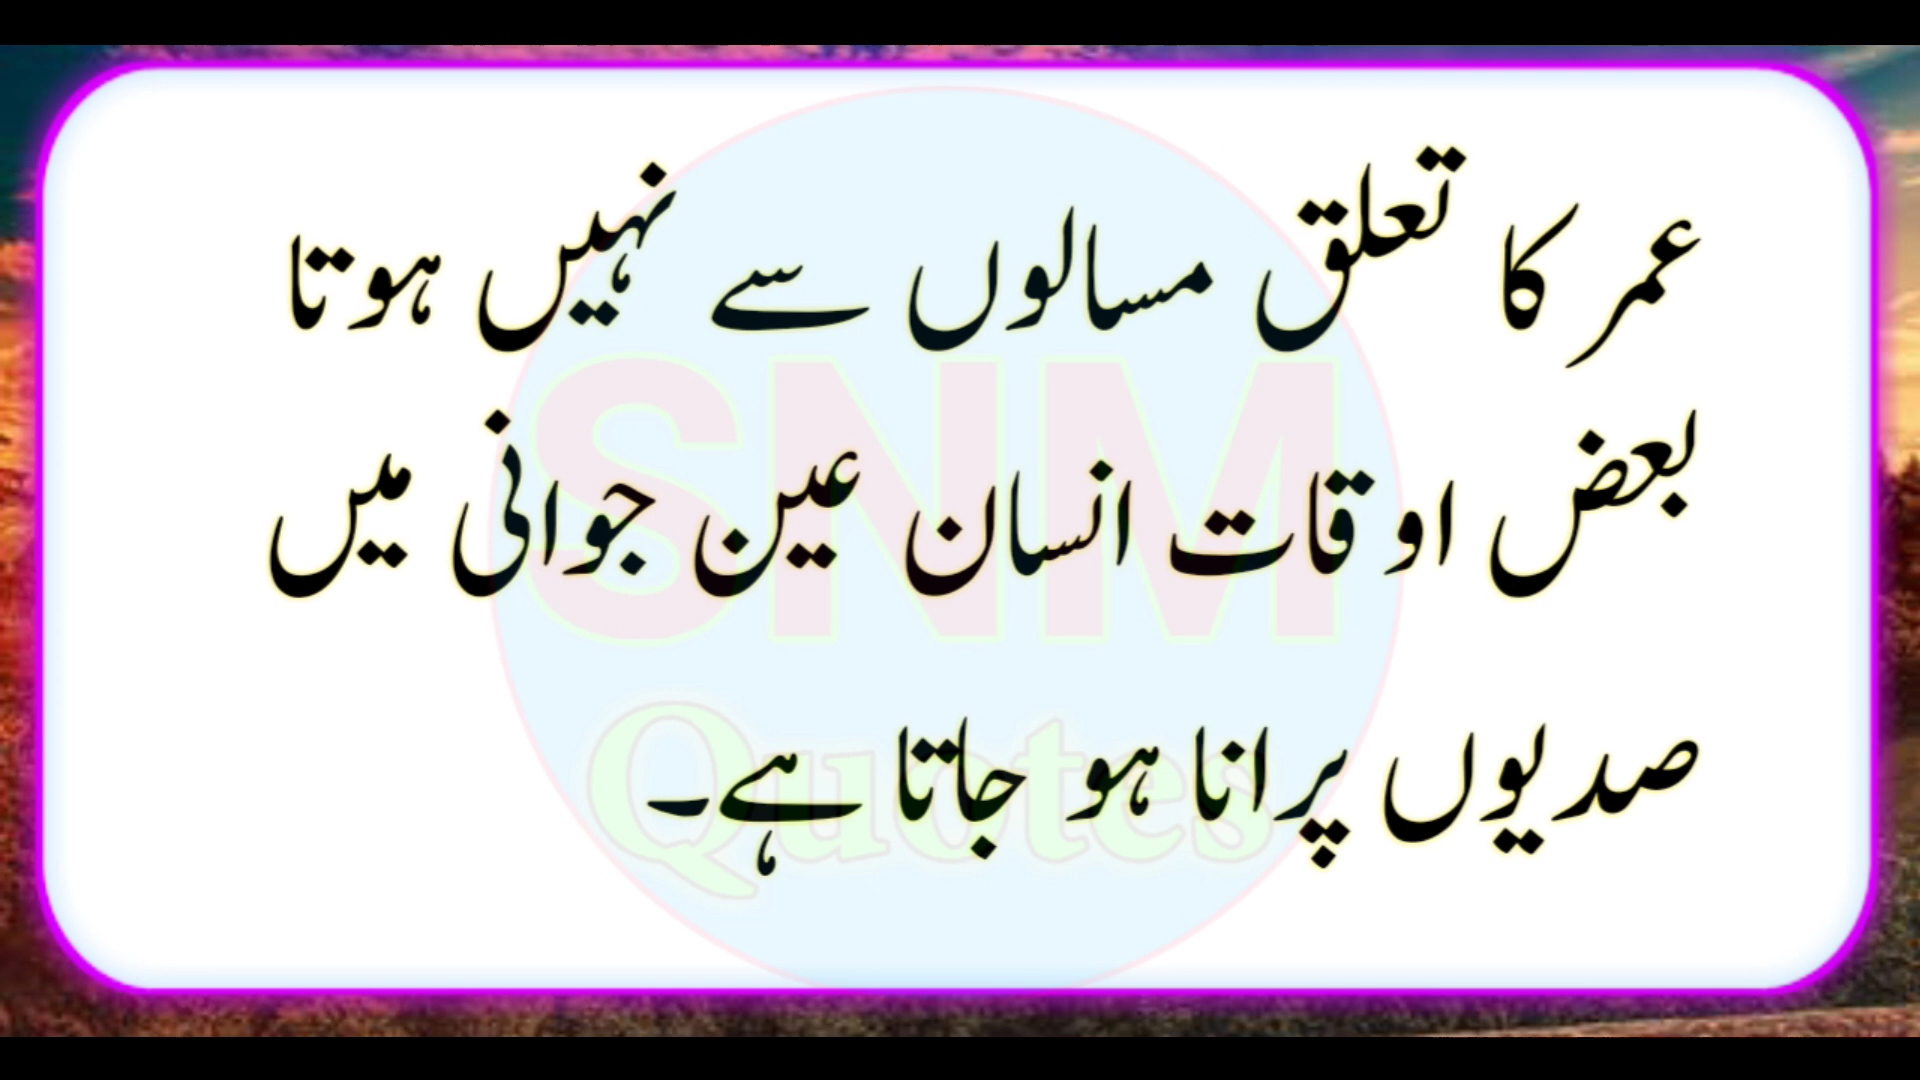 عمر کا تعلق مسالوں سے نہیں ہوتا
بعض اوقات انسان عین جوانی میں
صدیوں پرانا ہو جاتا ہے۔
SNM
Quotes